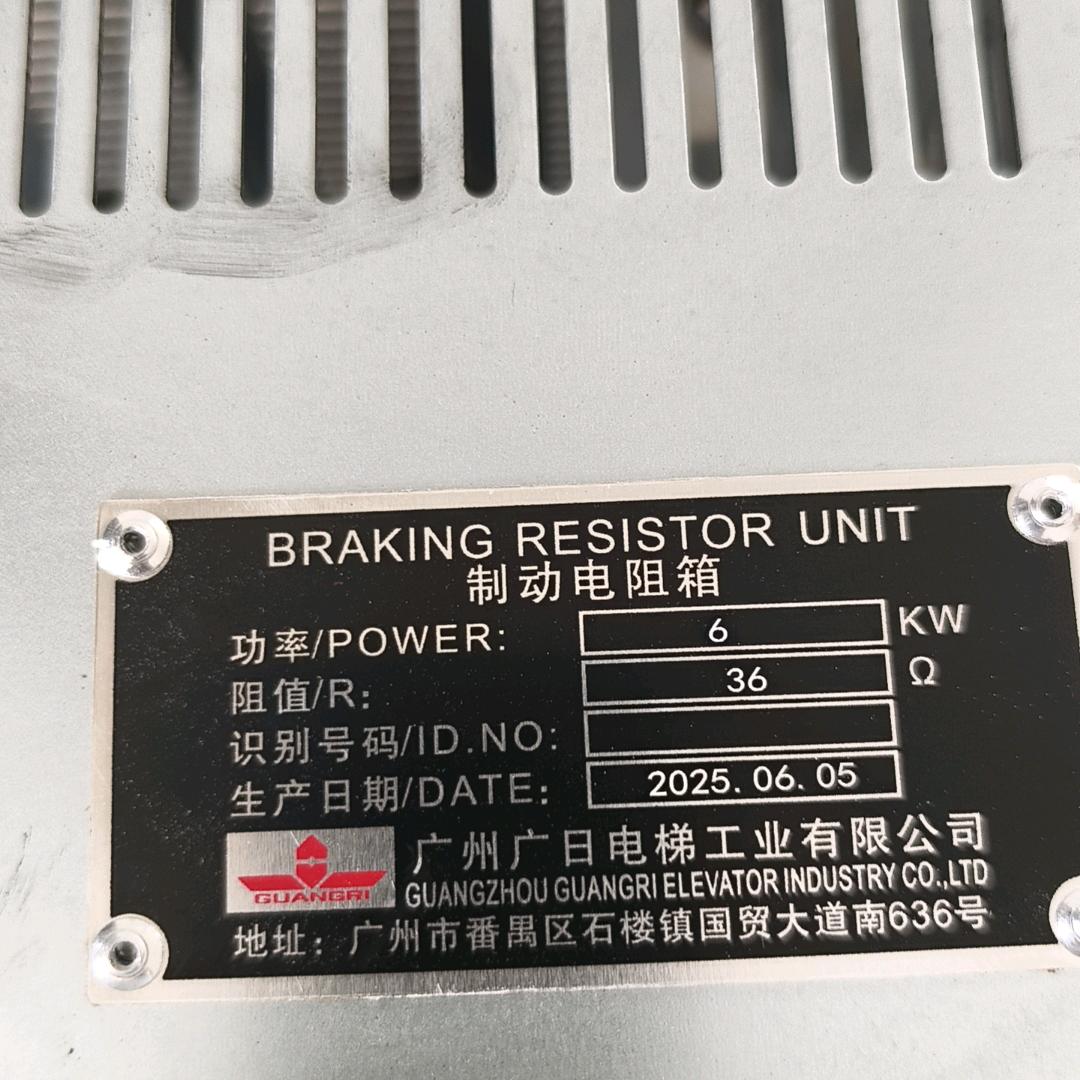 BRAKING RESISTOR UNIT
制动电阻箱
功率/POWER: 6 KW
阻值/R: 36 Ω
识别号码/ID.NO:
生产日期/DATE: 2025.06.05
GUANGRI
广州广日电梯工业有限公司
GUANGZHOU GUANGRI ELEVATOR INDUSTRY CO.,LTD
地址：广州市番禺区石楼镇国贸大道南636号